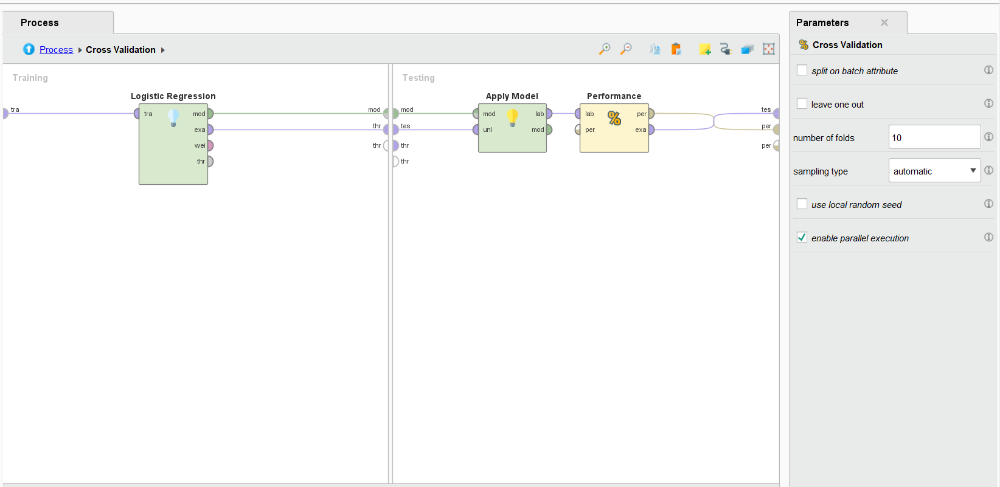 Process
Process Cross Validation
Training
Logistic Regression
tra
tra
mod
exa
wei
thr
mod
thr
thr
Testing
mod
tes
thr
thr
Apply Model
mod
unl
lab
mod
Performance
lab
per
per
exa
tes
per
per
Parameters
Cross Validation
split on batch attribute
leave one out
number of folds 10
sampling type automatic
use local random seed
enable parallel execution